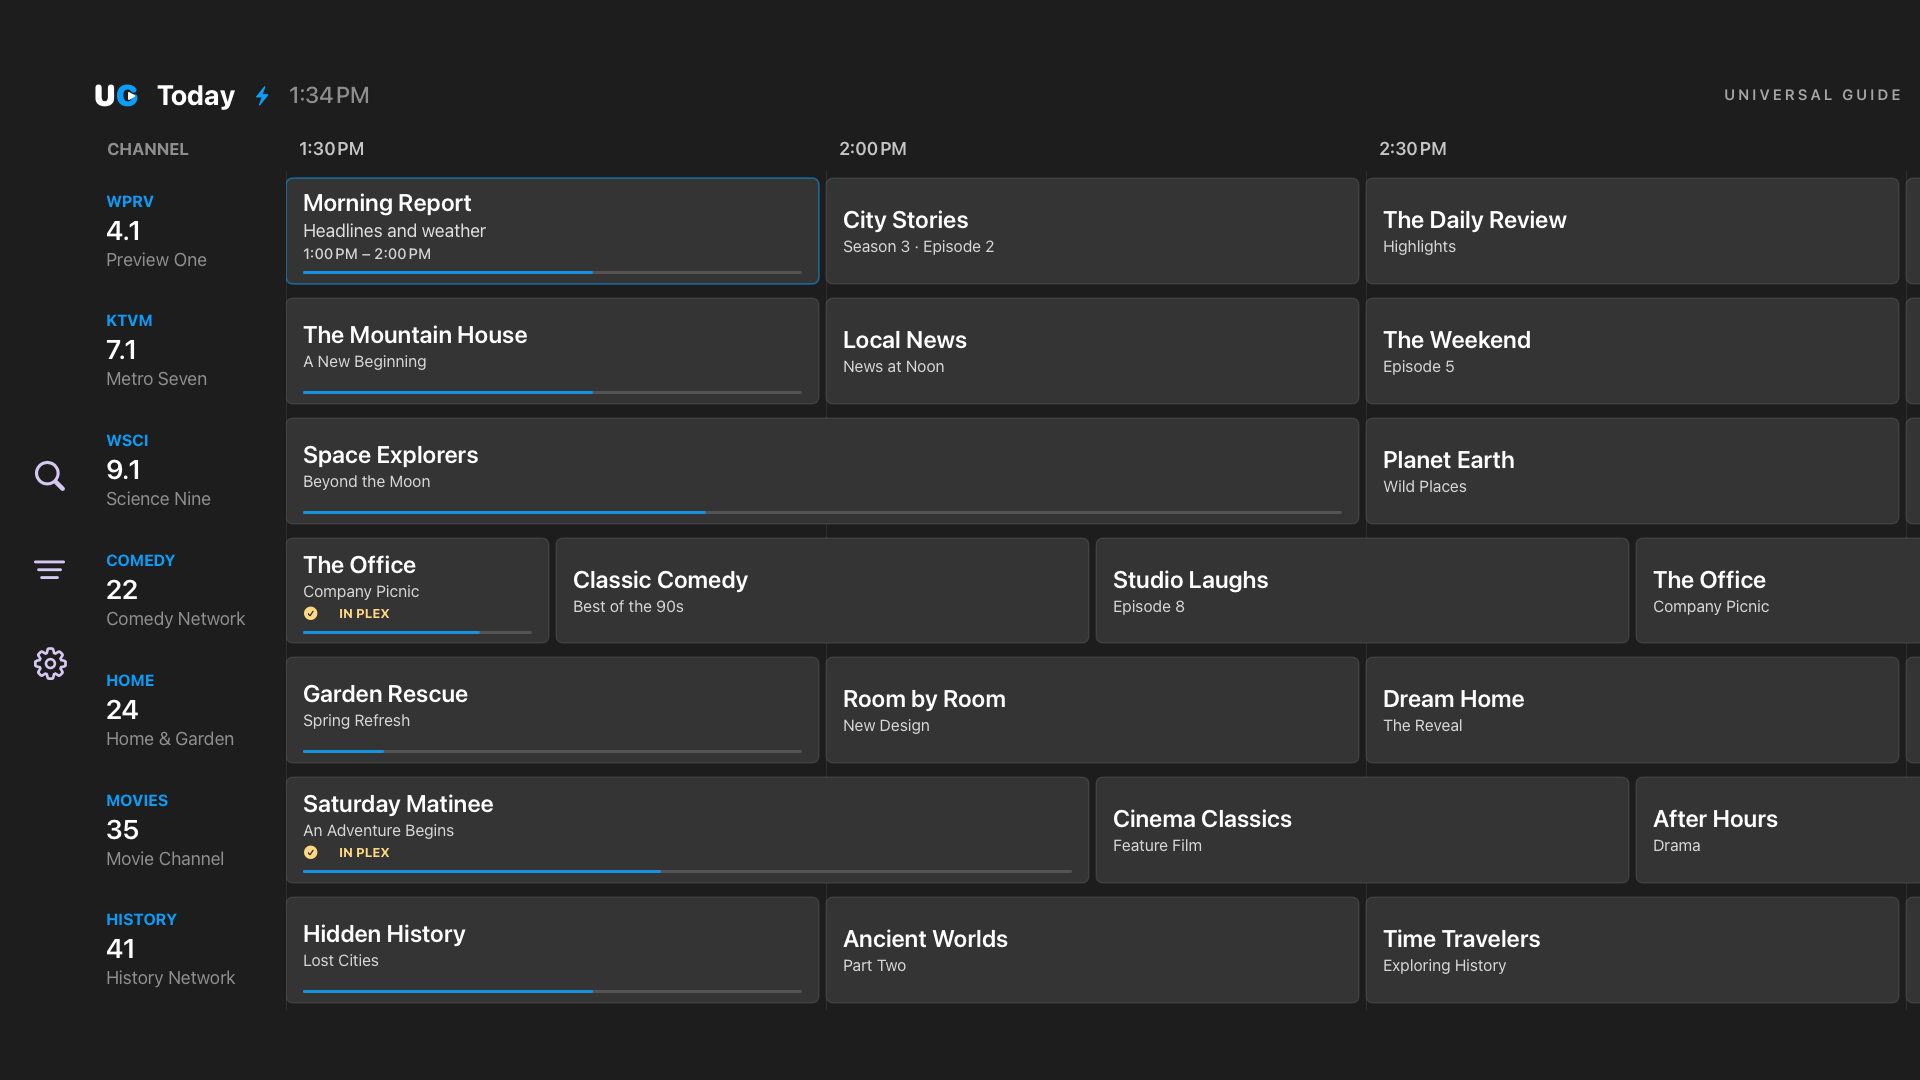 UG Today 1:34 PM
UNIVERSAL GUIDE
CHANNEL 1:30 PM 2:00 PM 2:30 PM
WPRV
4.1
Preview One
Morning Report
Headlines and weather
1:00 PM – 2:00 PM
City Stories
Season 3 · Episode 2
The Daily Review
Highlights
KTVM
7.1
Metro Seven
The Mountain House
A New Beginning
Local News
News at Noon
The Weekend
Episode 5
WSCI
9.1
Science Nine
Space Explorers
Beyond the Moon
Planet Earth
Wild Places
COMEDY
22
Comedy Network
The Office
Company Picnic
IN PLEX
Classic Comedy
Best of the 90s
Studio Laughs
Episode 8
The Office
Company Picnic
HOME
24
Home & Garden
Garden Rescue
Spring Refresh
Room by Room
New Design
Dream Home
The Reveal
MOVIES
35
Movie Channel
Saturday Matinee
An Adventure Begins
IN PLEX
Cinema Classics
Feature Film
After Hours
Drama
HISTORY
41
History Network
Hidden History
Lost Cities
Ancient Worlds
Part Two
Time Travelers
Exploring History